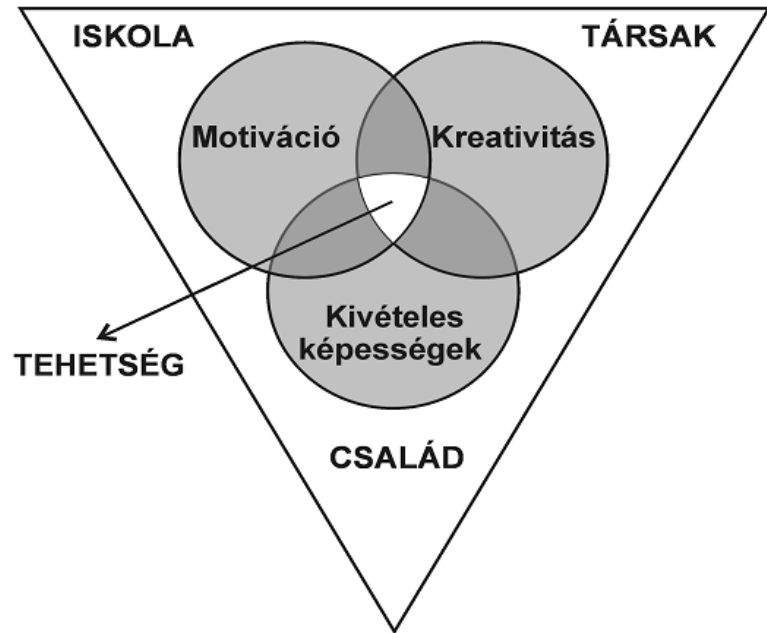 ISKOLA
TÁRSAK
Motiváció
Kreativitás
Kivételes
képességek
TEHETSÉG
CSALÁD